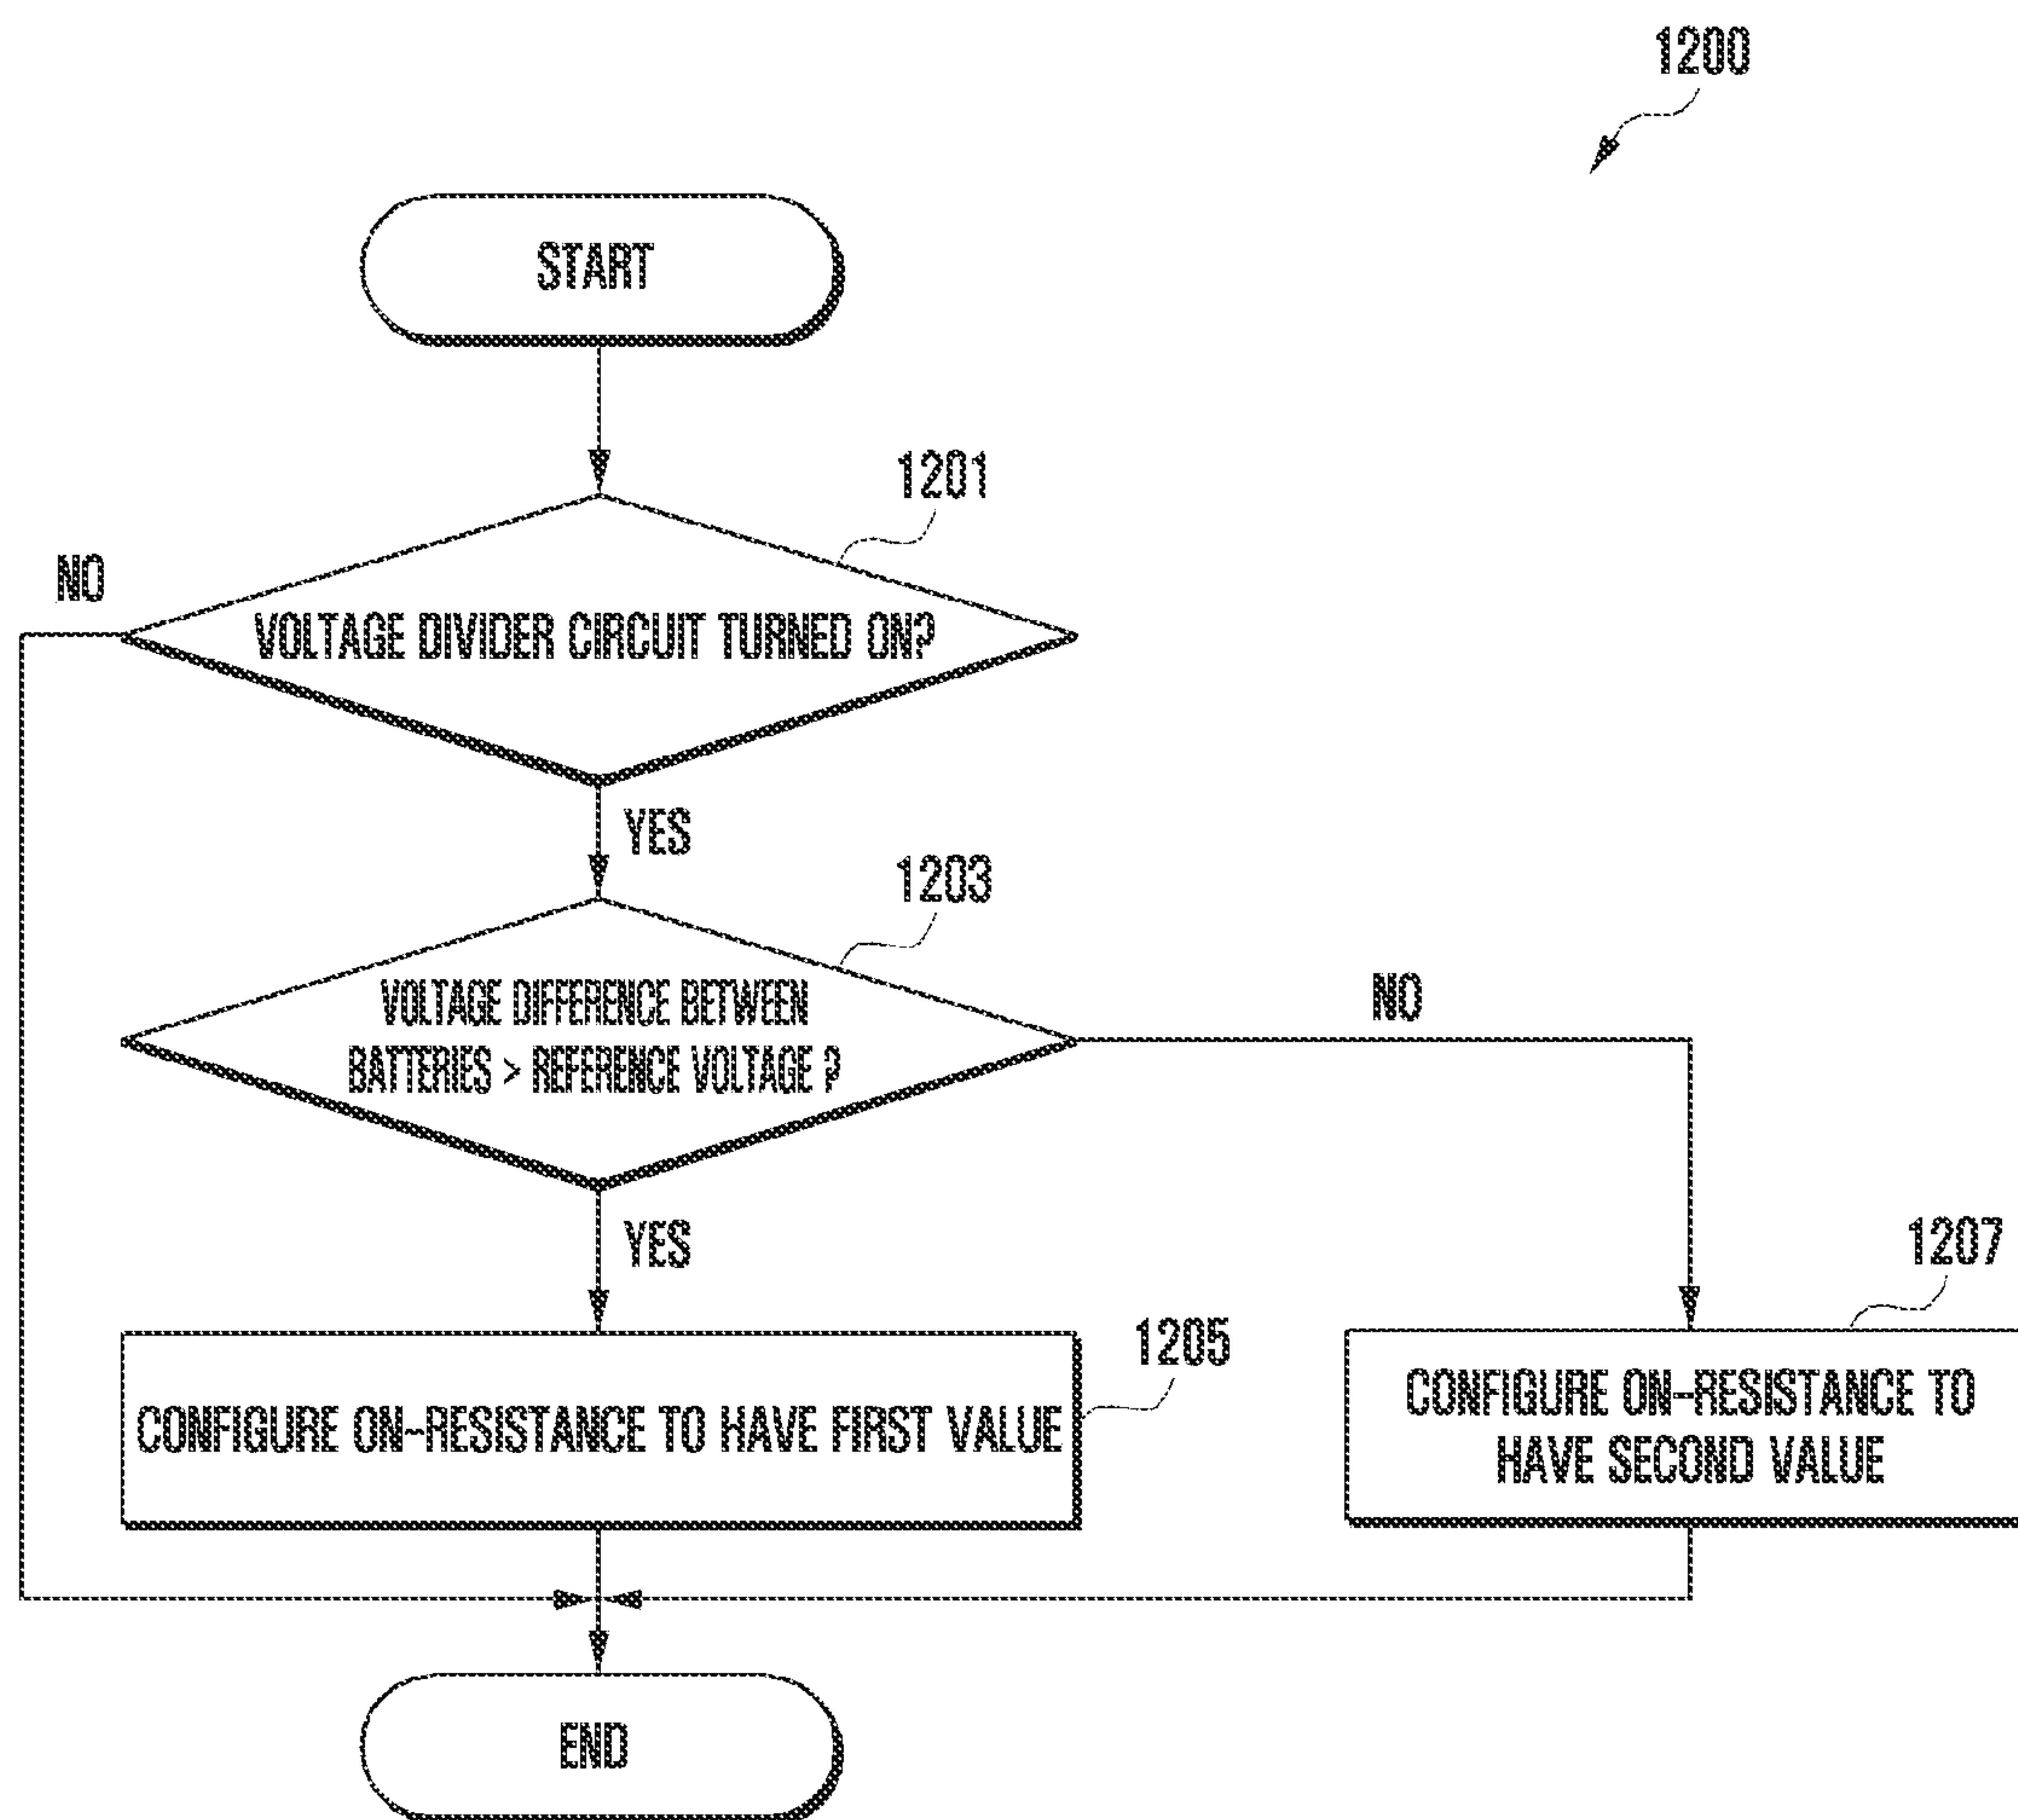 1200
START
1201
NO
VOLTAGE DIVIDER CIRCUIT TURNED ON?
YES
1203
VOLTAGE DIFFERENCE BETWEEN
BATTERIES > REFERENCE VOLTAGE ?
NO
YES
1207
1205
CONFIGURE ON-RESISTANCE TO HAVE FIRST VALUE
CONFIGURE ON-RESISTANCE TO
HAVE SECOND VALUE
END